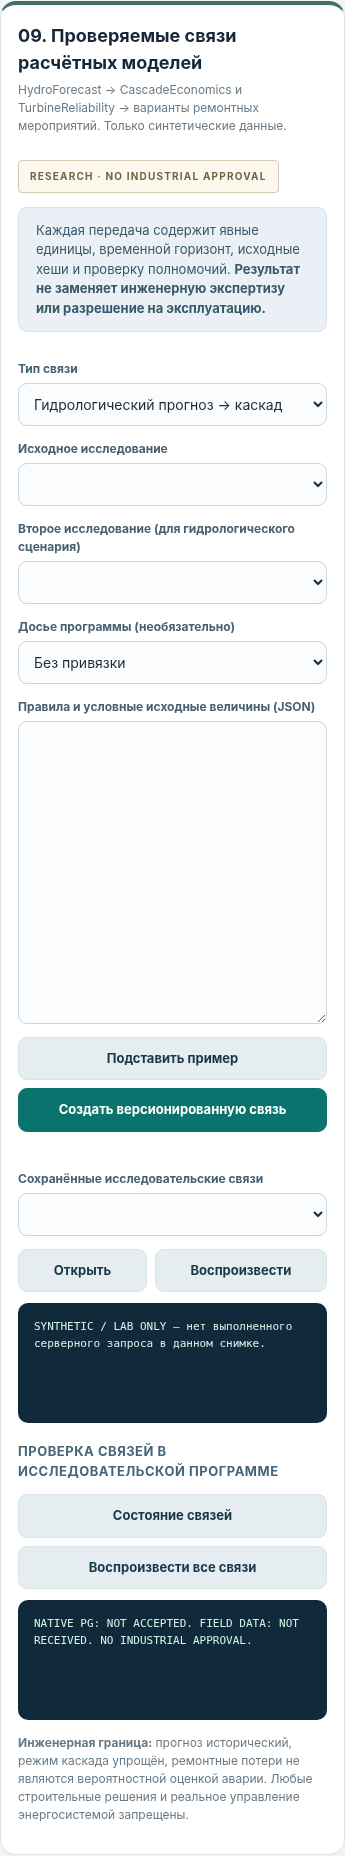 09. Проверяемые связи
расчётных моделей
HydroForecast → CascadeEconomics и
TurbineReliability → варианты ремонтных
мероприятий. Только синтетические данные.
RESEARCH · NO INDUSTRIAL APPROVAL
Каждая передача содержит явные
единицы, временной горизонт, исходные
хеши и проверку полномочий. Результат
не заменяет инженерную экспертизу
или разрешение на эксплуатацию.
Тип связи
Гидрологический прогноз → каскад
Исходное исследование
Второе исследование (для гидрологического
сценария)
Досье программы (необязательно)
Без привязки
Правила и условные исходные величины (JSON)
Подставить пример
Создать версионированную связь
Сохранённые исследовательские связи
Открыть
Воспроизвести
SYNTHETIC / LAB ONLY — нет выполненного
серверного запроса в данном снимке.
ПРОВЕРКА СВЯЗЕЙ В
ИССЛЕДОВАТЕЛЬСКОЙ ПРОГРАММЕ
Состояние связей
Воспроизвести все связи
NATIVE PG: NOT ACCEPTED. FIELD DATA: NOT
RECEIVED. NO INDUSTRIAL APPROVAL.
Инженерная граница: прогноз исторический,
режим каскада упрощён, ремонтные потери не
являются вероятностной оценкой аварии. Любые
строительные решения и реальное управление
энергосистемой запрещены.